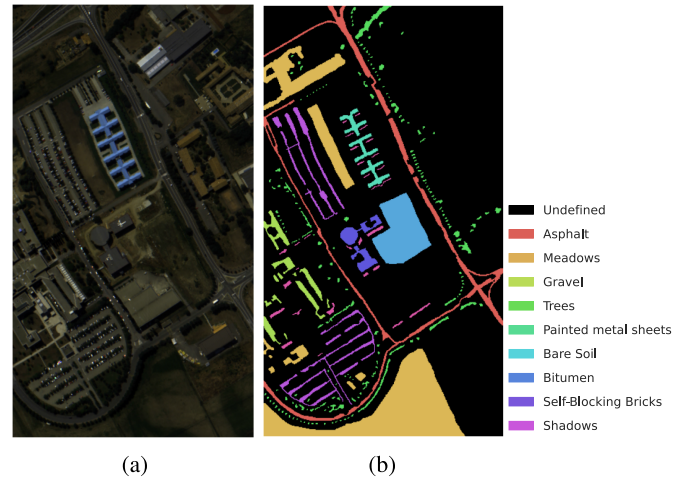 Undefined
Asphalt
Meadows
Gravel
Trees
Painted metal sheets
Bare Soil
Bitumen
Self-Blocking Bricks
Shadows
(a)
(b)